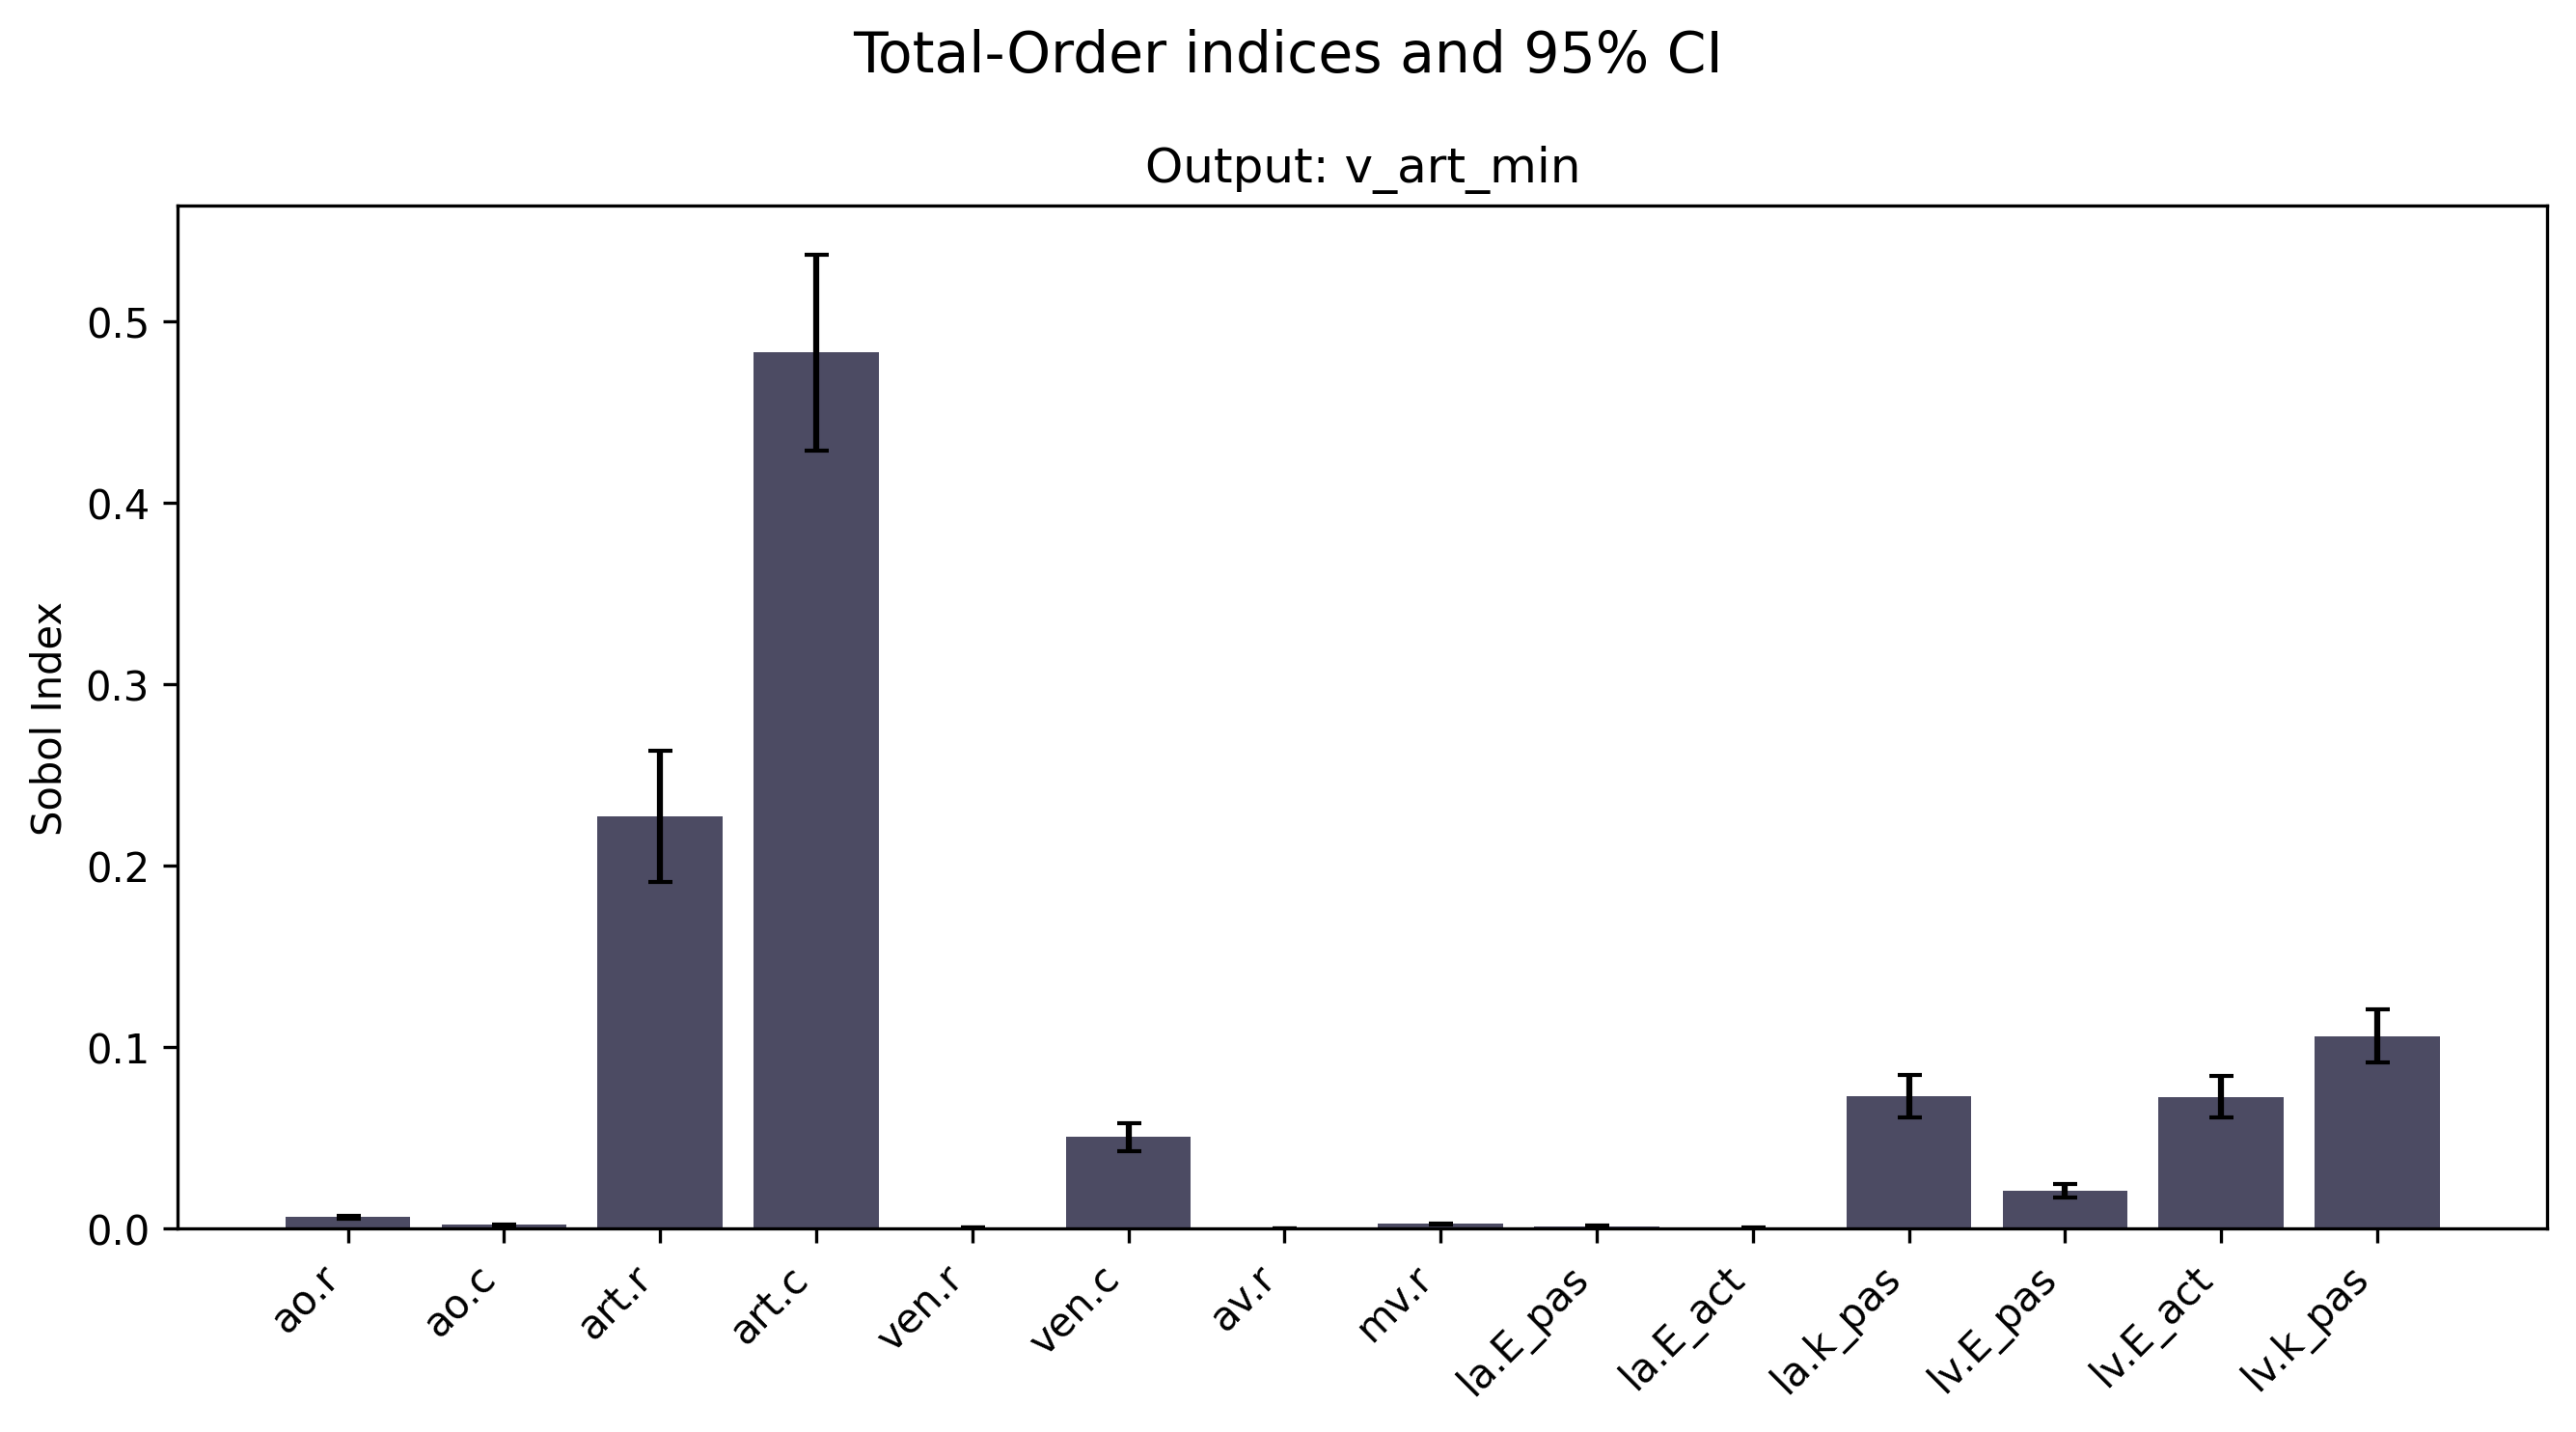 Total-Order indices and 95% CI
Output: v_art_min
Sobol Index
0.5
0.4
0.3
0.2
0.1
0.0
ao.r
ao.c
art.r
art.c
ven.r
ven.c
av.r
mv.r
la.E_pas
la.E_act
la.k_pas
lv.E_pas
lv.E_act
lv.k_pas